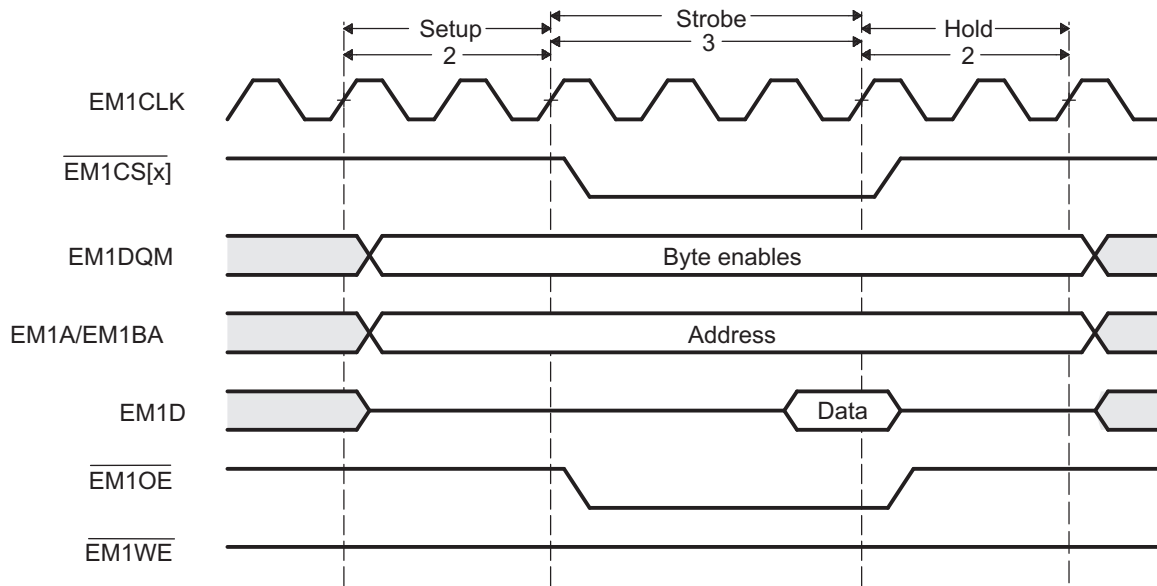 Setup Strobe Hold
2 3 2
EM1CLK
EM1CS[x]
EM1DQM Byte enables
EM1A/EM1BA Address
EM1D Data
EM1OE
EM1WE